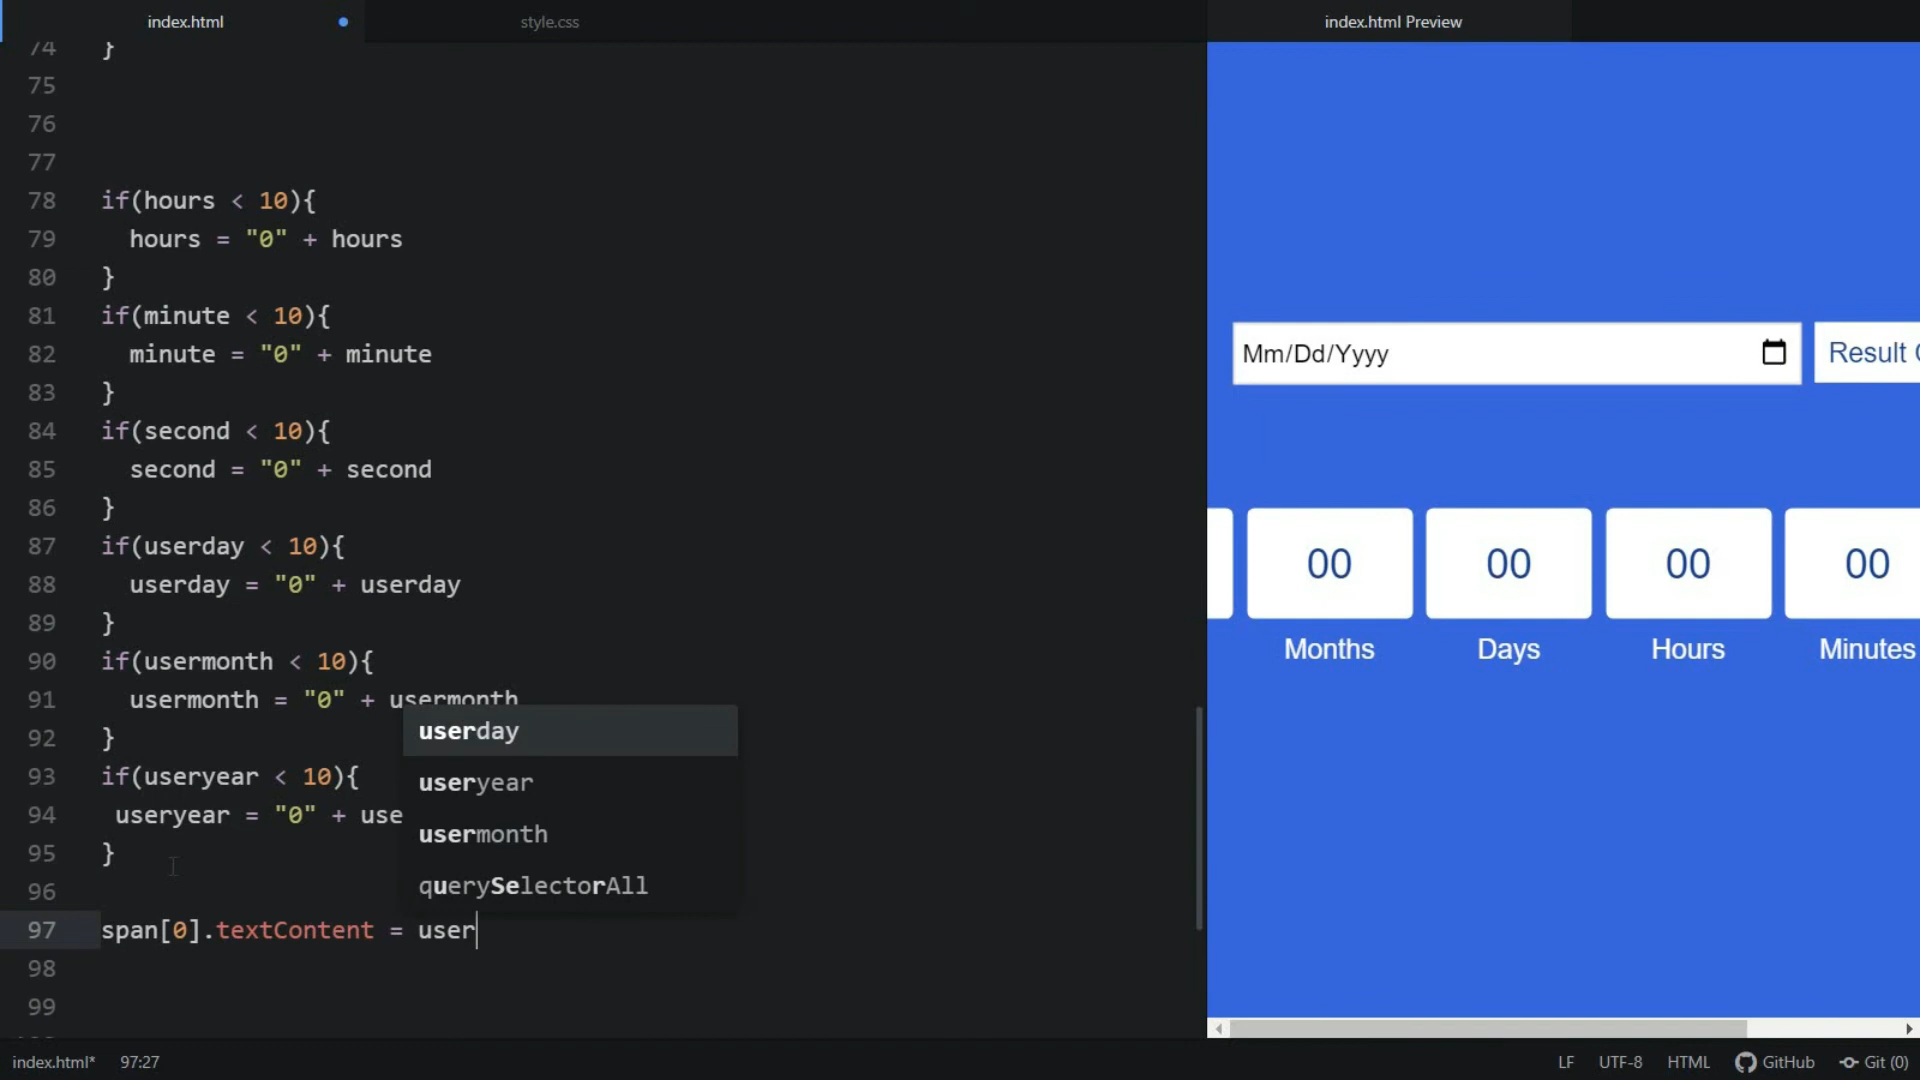 index.html
style.css
index.html Preview
74 }
75
76
77
78 if(hours < 10){
79 hours = "0" + hours
80 }
81 if(minute < 10){
82 minute = "0" + minute
83 }
84 if(second < 10){
85 second = "0" + second
86 }
87 if(userday < 10){
88 userday = "0" + userday
89 }
90 if(usermonth < 10){
91 usermonth = "0" + usermonth
92 }
93 if(useryear < 10){
94 useryear = "0" + use
95 }
96
97 span[0].textContent = user
98
99
userday
useryear
usermonth
querySelectorAll
Mm/Dd/Yyyy
Result
00 00 00 00
Months Days Hours Minutes
index.html* 97:27
LF UTF-8 HTML GitHub Git (0)